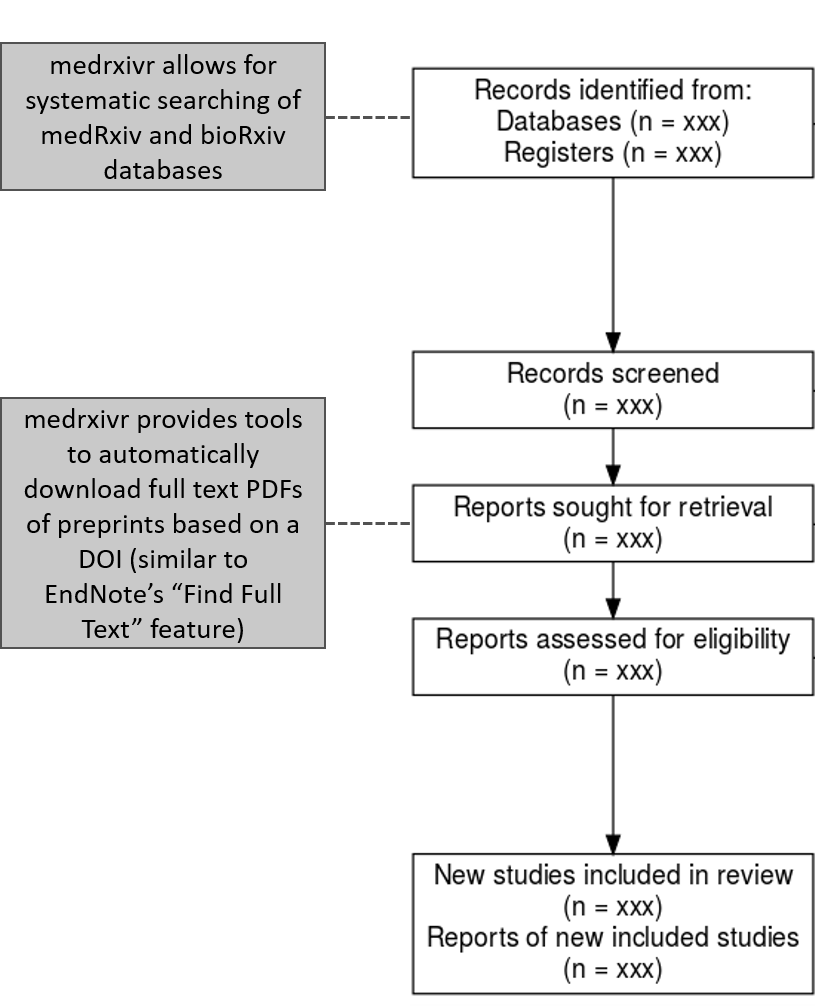 medrxivr allows for
systematic searching of
medRxiv and bioRxiv
databases
Records identified from:
Databases (n = xxx)
Registers (n = xxx)
Records screened
(n = xxx)
medrxivr provides tools
to automatically
download full text PDFs
of preprints based on a
DOI (similar to
EndNote’s “Find Full
Text” feature)
Reports sought for retrieval
(n = xxx)
Reports assessed for eligibility
(n = xxx)
New studies included in review
(n = xxx)
Reports of new included studies
(n = xxx)